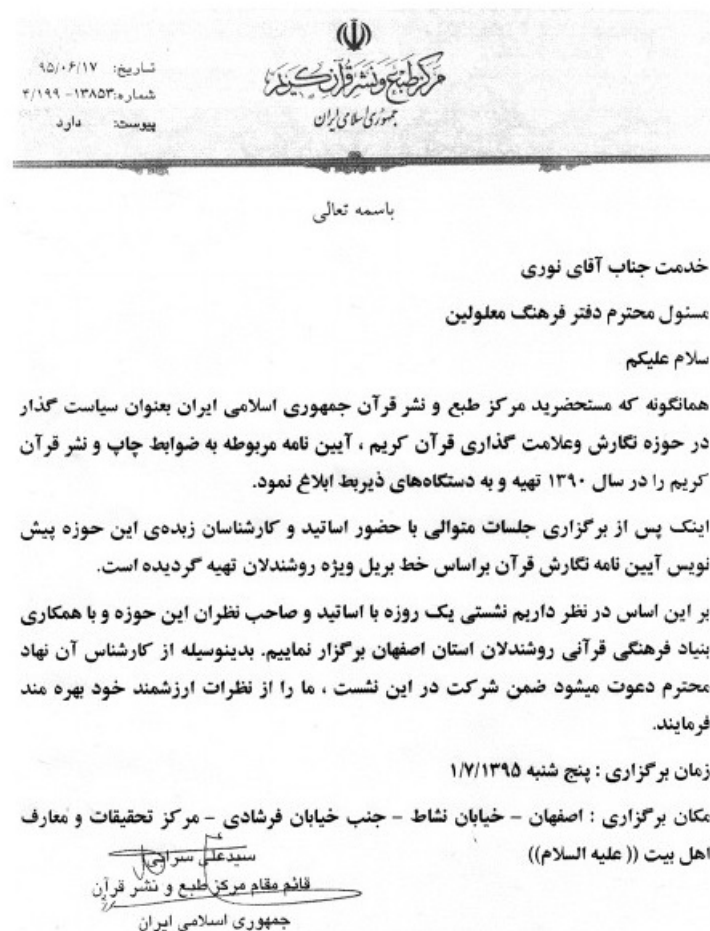 تاریخ: ۹۵/۰۶/۱۷
شماره: ۱۳۸۵۳- ۴/۱۹۹
پیوست: دارد
مرکز طبع و نشر قرآن کریم
جمهوری اسلامی ایران
باسمه تعالی
خدمت جناب آقای نوری
مسئول محترم دفتر فرهنگ معلولین
سلام علیکم
همانگونه که مستحضرید مرکز طبع و نشر قرآن جمهوری اسلامی ایران بعنوان سیاست گذار
در حوزه نگارش وعلامت گذاری قرآن کریم ، آیین نامه مربوطه به ضوابط چاپ و نشر قرآن
کریم را در سال ۱۳۹۰ تهیه و به دستگاه‌های ذیربط ابلاغ نمود.
اینک پس از برگزاری جلسات متوالی با حضور اساتید و کارشناسان زبده‌ی این حوزه پیش
نویس آیین نامه نگارش قرآن براساس خط بریل ویژه روشندلان تهیه گردیده است.
بر این اساس در نظر داریم نشستی یک روزه با اساتید و صاحب نظران این حوزه و با همکاری
بنیاد فرهنگی قرآنی روشندلان استان اصفهان برگزار نماییم. بدینوسیله از کارشناس آن نهاد
محترم دعوت میشود ضمن شرکت در این نشست ، ما را از نظرات ارزشمند خود بهره مند
فرمایند.
زمان برگزاری : پنج شنبه ۱/۷/۱۳۹۵
مکان برگزاری : اصفهان – خیابان نشاط – جنب خیابان فرشادی – مرکز تحقیقات و معارف
اهل بیت (( علیه السلام))
سیدعلی سرابی
قائم مقام مرکز طبع و نشر قرآن
جمهوری اسلامی ایران